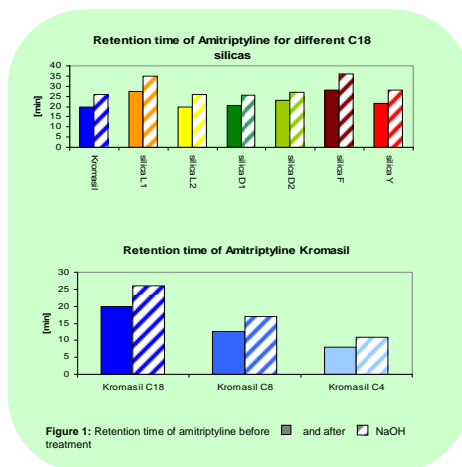 Retention time of Amitriptyline for different C18
silicas
[min]
40
35
30
25
20
15
10
5
0
Kromasil
silica L1
silica L2
silica D1
silica D2
silica F
silica Y
Retention time of Amitriptyline Kromasil
[min]
30
25
20
15
10
5
0
Kromasil C18 Kromasil C8 Kromasil C4
Figure 1: Retention time of amitriptyline before and after NaOH
treatment